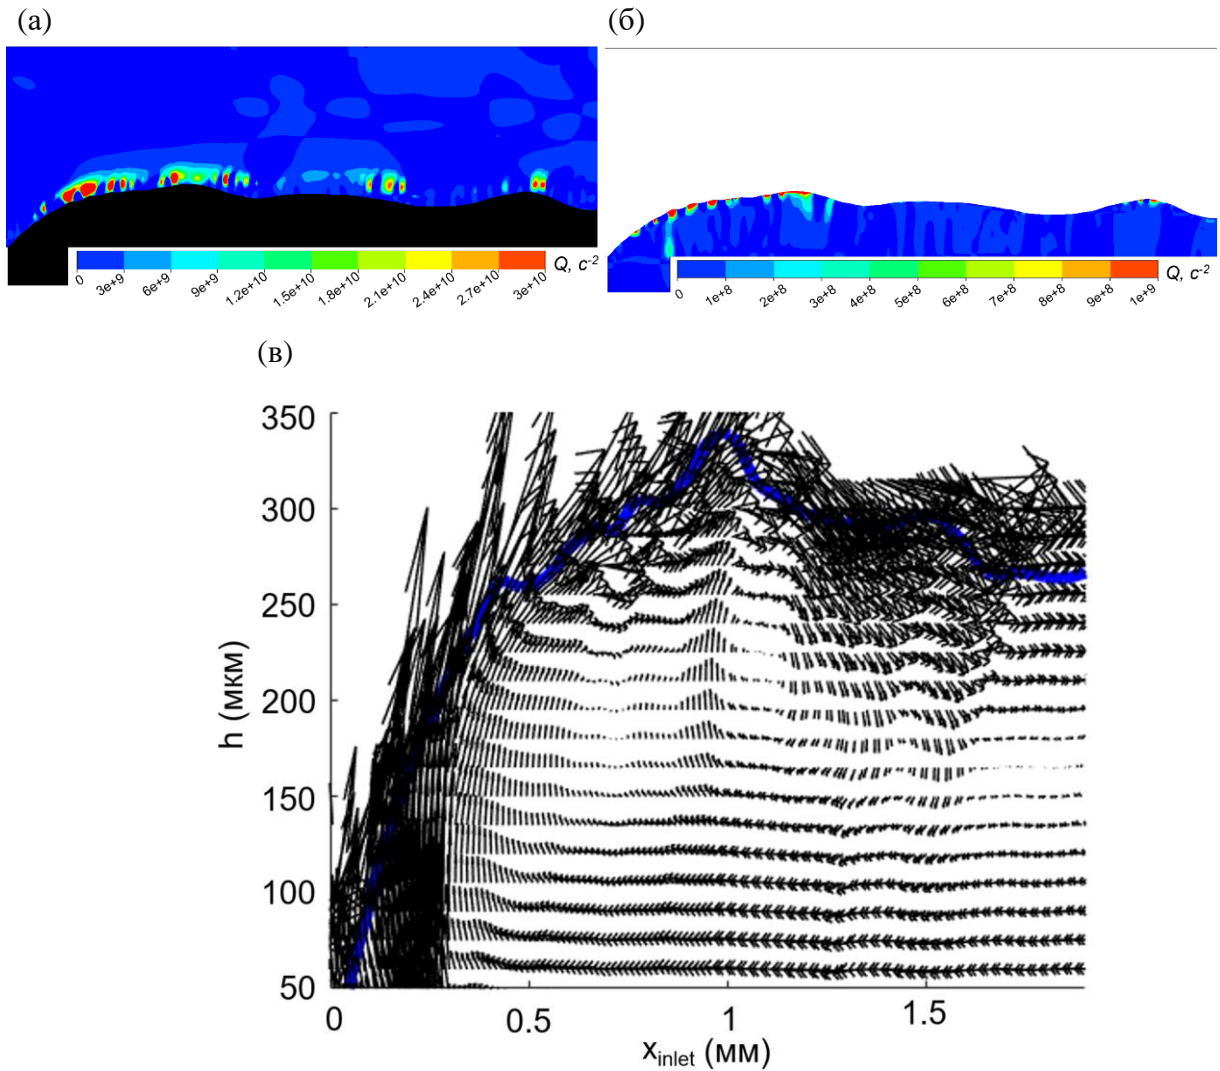 (а)
(б)
0 3e+9 6e+9 9e+9 1.2e+10 1.5e+10 1.8e+10 2.1e+10 2.4e+10 2.7e+10 3e+10
Q, c⁻²
0 1e+8 2e+8 3e+8 4e+8 5e+8 6e+8 7e+8 8e+8 9e+8 1e+9
Q, c⁻²
(в)
350
300
250
200
150
100
50
h (мкм)
0 0.5 1 1.5
x_inlet (мм)